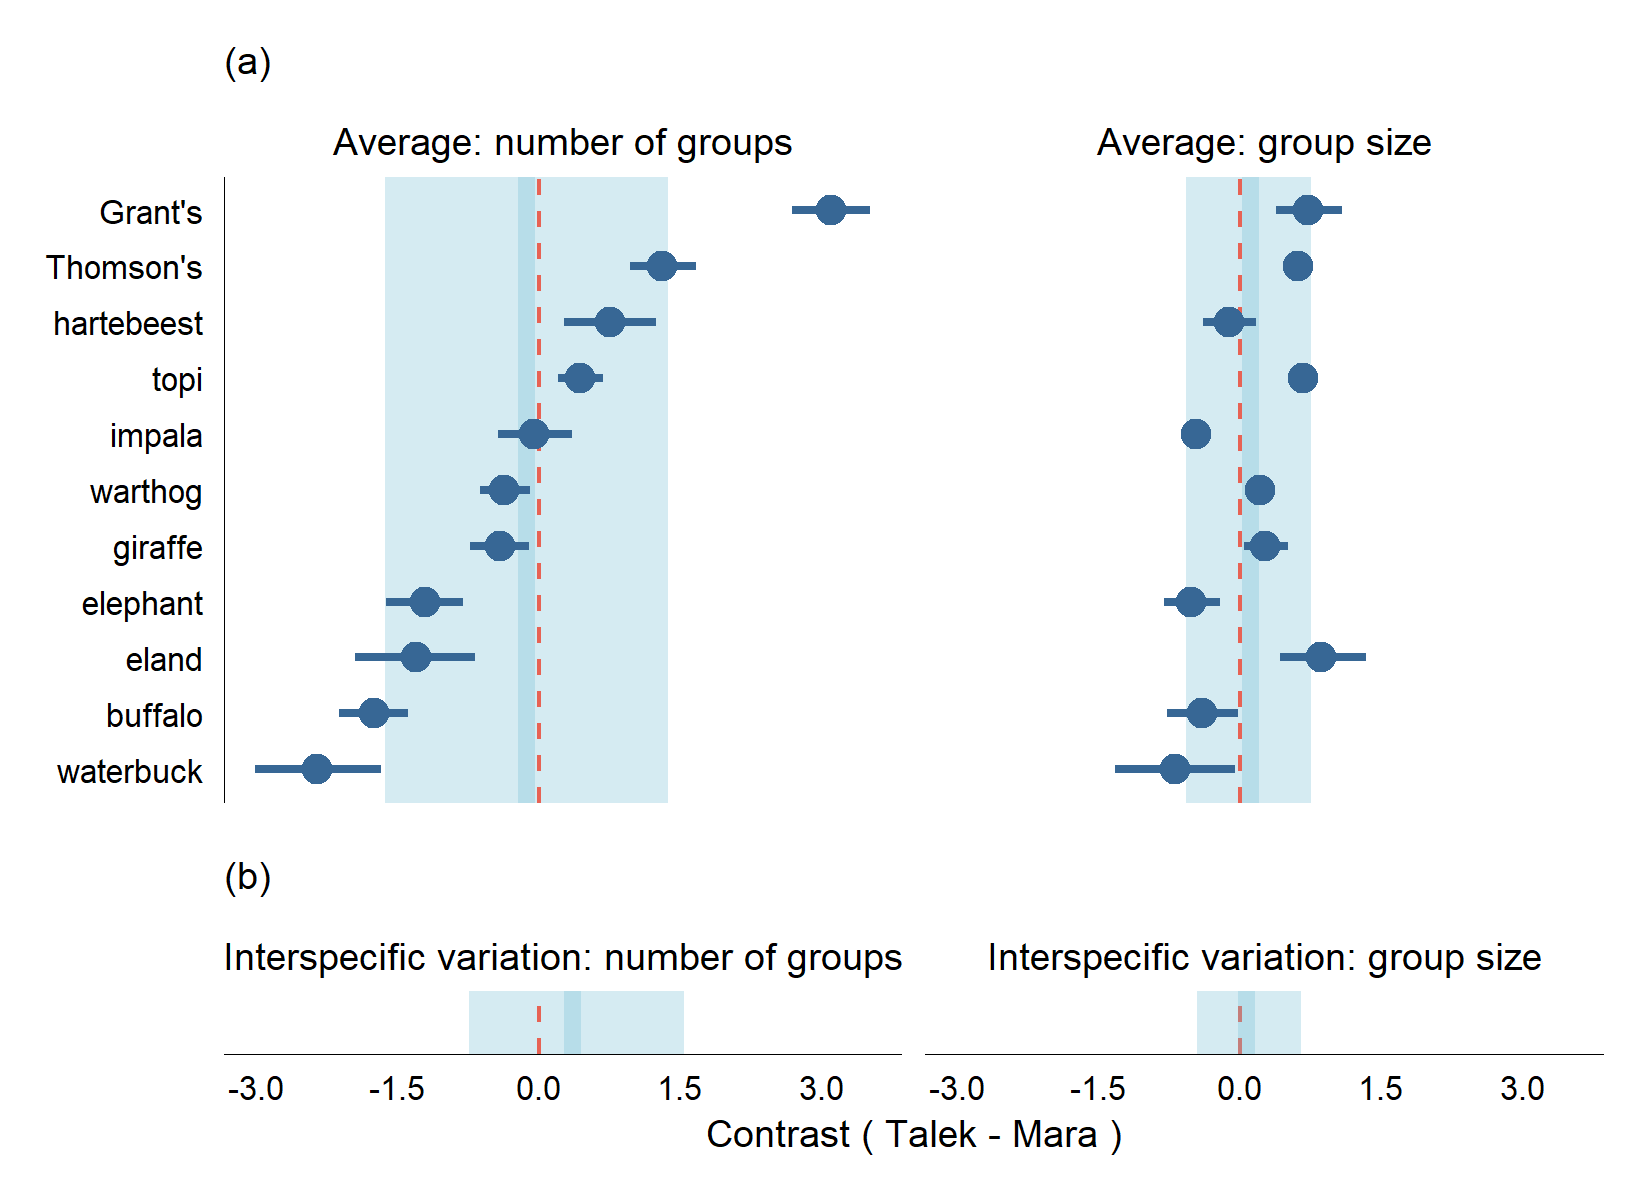 (a)
Average: number of groups
Average: group size
Grant's
Thomson's
hartebeest
topi
impala
warthog
giraffe
elephant
eland
buffalo
waterbuck
(b)
Interspecific variation: number of groups
Interspecific variation: group size
-3.0 -1.5 0.0 1.5 3.0 -3.0 -1.5 0.0 1.5 3.0
Contrast ( Talek - Mara )